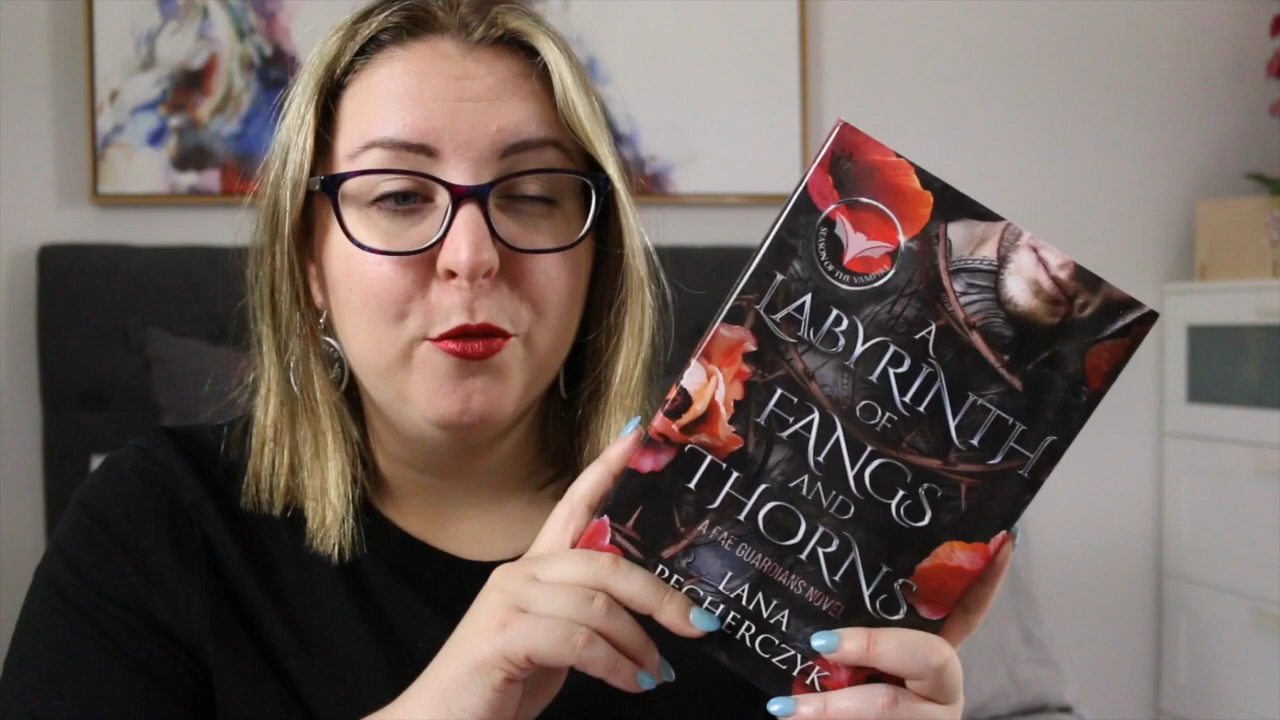 SEASON OF THE VAMPIRE
A
LABYRINTH
OF
FANGS
AND
THORNS
A FAE GUARDIANS NOVEL
LANA
PECHERCZYK